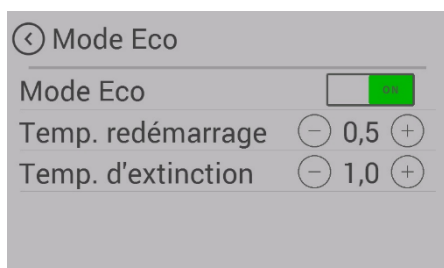 Mode Eco
Mode Eco ON
Temp. redémarrage - 0,5 +
Temp. d'extinction - 1,0 +